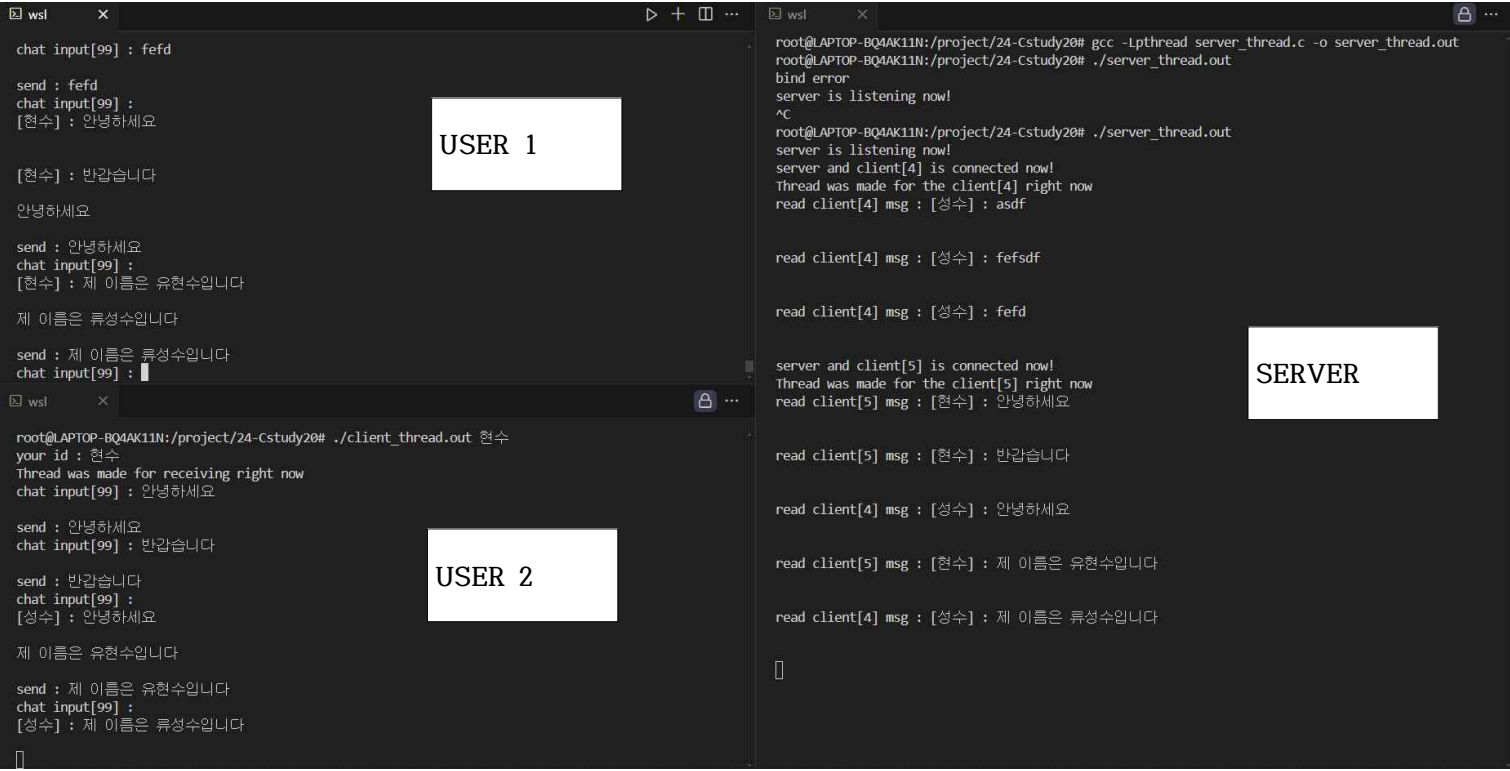 wsl
chat input[99] : fefd
send : fefd
chat input[99] :
[현수] : 안녕하세요
[현수] : 반갑습니다
안녕하세요
send : 안녕하세요
chat input[99] :
[현수] : 제 이름은 유현수입니다
제 이름은 류성수입니다
send : 제 이름은 류성수입니다
chat input[99] :
USER 1
wsl
root@LAPTOP-BQ4AK11N:/project/24-Cstudy20# ./client_thread.out 현수
your id : 현수
Thread was made for receiving right now
chat input[99] : 안녕하세요
send : 안녕하세요
chat input[99] : 반갑습니다
send : 반갑습니다
chat input[99] :
[성수] : 안녕하세요
제 이름은 유현수입니다
send : 제 이름은 유현수입니다
chat input[99] :
[성수] : 제 이름은 류성수입니다
USER 2
wsl
root@LAPTOP-BQ4AK11N:/project/24-Cstudy20# gcc -Lpthread server_thread.c -o server_thread.out
root@LAPTOP-BQ4AK11N:/project/24-Cstudy20# ./server_thread.out
bind error
server is listening now!
^C
root@LAPTOP-BQ4AK11N:/project/24-Cstudy20# ./server_thread.out
server is listening now!
server and client[4] is connected now!
Thread was made for the client[4] right now
read client[4] msg : [성수] : asdf
read client[4] msg : [성수] : fefsdf
read client[4] msg : [성수] : fefd
server and client[5] is connected now!
Thread was made for the client[5] right now
read client[5] msg : [현수] : 안녕하세요
read client[5] msg : [현수] : 반갑습니다
read client[4] msg : [성수] : 안녕하세요
read client[5] msg : [현수] : 제 이름은 유현수입니다
read client[4] msg : [성수] : 제 이름은 류성수입니다
SERVER